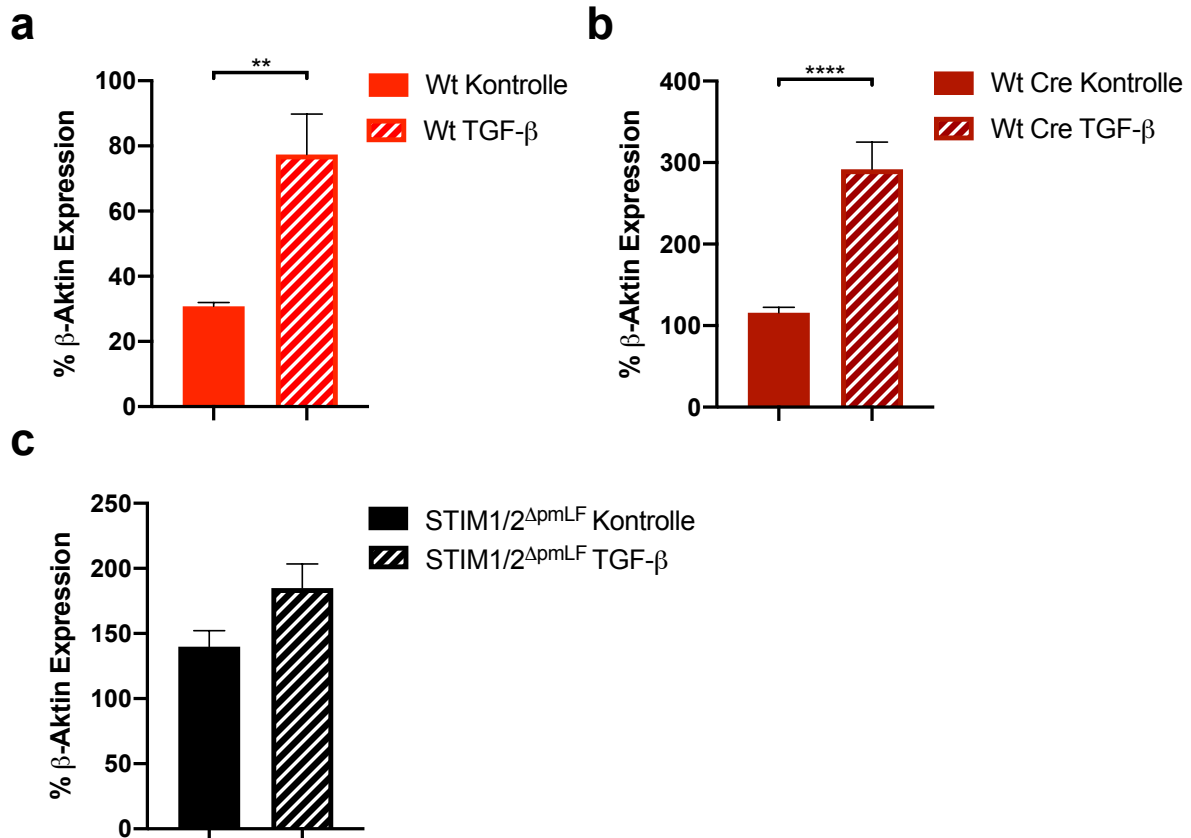 a
**
100
80
60
40
20
0
% β-Aktin Expression
Wt Kontrolle
Wt TGF-β
b
****
400
300
200
100
0
% β-Aktin Expression
Wt Cre Kontrolle
Wt Cre TGF-β
c
250
200
150
100
50
0
% β-Aktin Expression
STIM1/2ΔpmLF Kontrolle
STIM1/2ΔpmLF TGF-β